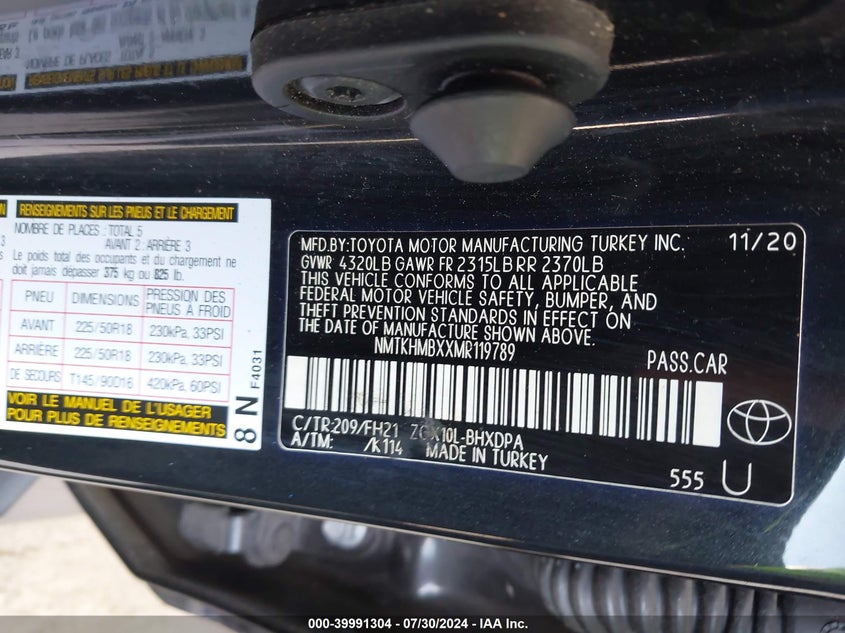 RENSEIGNEMENTS SUR LES PNEUS ET LE CHARGEMENT
NOMBRE DE PLACES : TOTAL 5
AVANT 2 : ARRIÈRE 3
Le poids total des occupants et du chargement ne
doit jamais dépasser 375 kg ou 825 lb.
PNEU DIMENSIONS PRESSION DES PNEUS À FROID
AVANT 225/50R18 230kPa, 33PSI
ARRIÈRE 225/50R18 230kPa, 33PSI
DE SECOURS T145/90D16 420kPa, 60PSI
VOIR LE MANUEL DE L'USAGER
POUR PLUS DE RENSEIGNEMENTS
8 N F4031
MFD.BY:TOYOTA MOTOR MANUFACTURING TURKEY INC. 11/20
GVWR 4320LB GAWR FR 2315LB RR 2370LB
THIS VEHICLE CONFORMS TO ALL APPLICABLE
FEDERAL MOTOR VEHICLE SAFETY, BUMPER, AND
THEFT PREVENTION STANDARDS IN EFFECT ON
THE DATE OF MANUFACTURE SHOWN ABOVE.
NMTKHMBXXMR119789 PASS.CAR
C/TR:209/FH21 X10L-BHXDPA
A/TM: /K114 MADE IN TURKEY
555 U
000-39991304 / 07/30/2024 - IAA Inc.